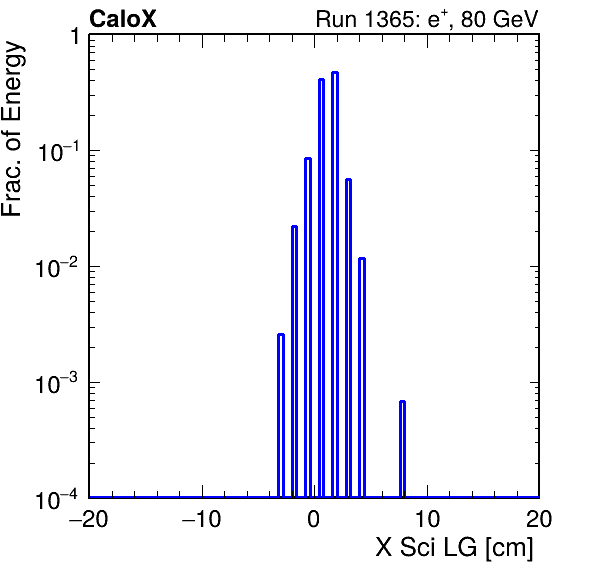 CaloX Run 1365: e⁺, 80 GeV
Frac. of Energy
1
10⁻¹
10⁻²
10⁻³
10⁻⁴
−20 −10 0 10 20
X Sci LG [cm]